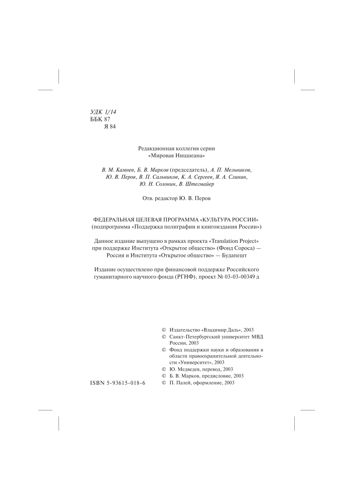 УДК 1/14
ББК 87
Я 84
Редакционная коллегия серии
«Мировая Ницшеана»
В. М. Камнев, Б. В. Марков (председатель), А. П. Мельников,
Ю. В. Перов, В. П. Сальников, К. А. Сергеев, Я. А. Слинин,
Ю. Н. Солонин, В. Штегмайер
Отв. редактор Ю. В. Перов
ФЕДЕРАЛЬНАЯ ЦЕЛЕВАЯ ПРОГРАММА «КУЛЬТУРА РОССИИ»
(подпрограмма «Поддержка полиграфии и книгоиздания России»)
Данное издание выпущено в рамках проекта «Translation Project»
при поддержке Института «Открытое общество» (Фонд Сороса) —
Россия и Института «Открытое общество» — Будапешт
Издание осуществлено при финансовой поддержке Российского
гуманитарного научного фонда (РГНФ), проект № 03-03-00349 д
© Издательство «Владимир Даль», 2003
© Санкт-Петербургский университет МВД
России, 2003
© Фонд поддержки науки и образования в
области правоохранительной деятельно-
сти «Университет», 2003
© Ю. Медведев, перевод, 2003
© Б. В. Марков, предисловие, 2003
ISBN 5-93615-018-6
© П. Палей, оформление, 2003